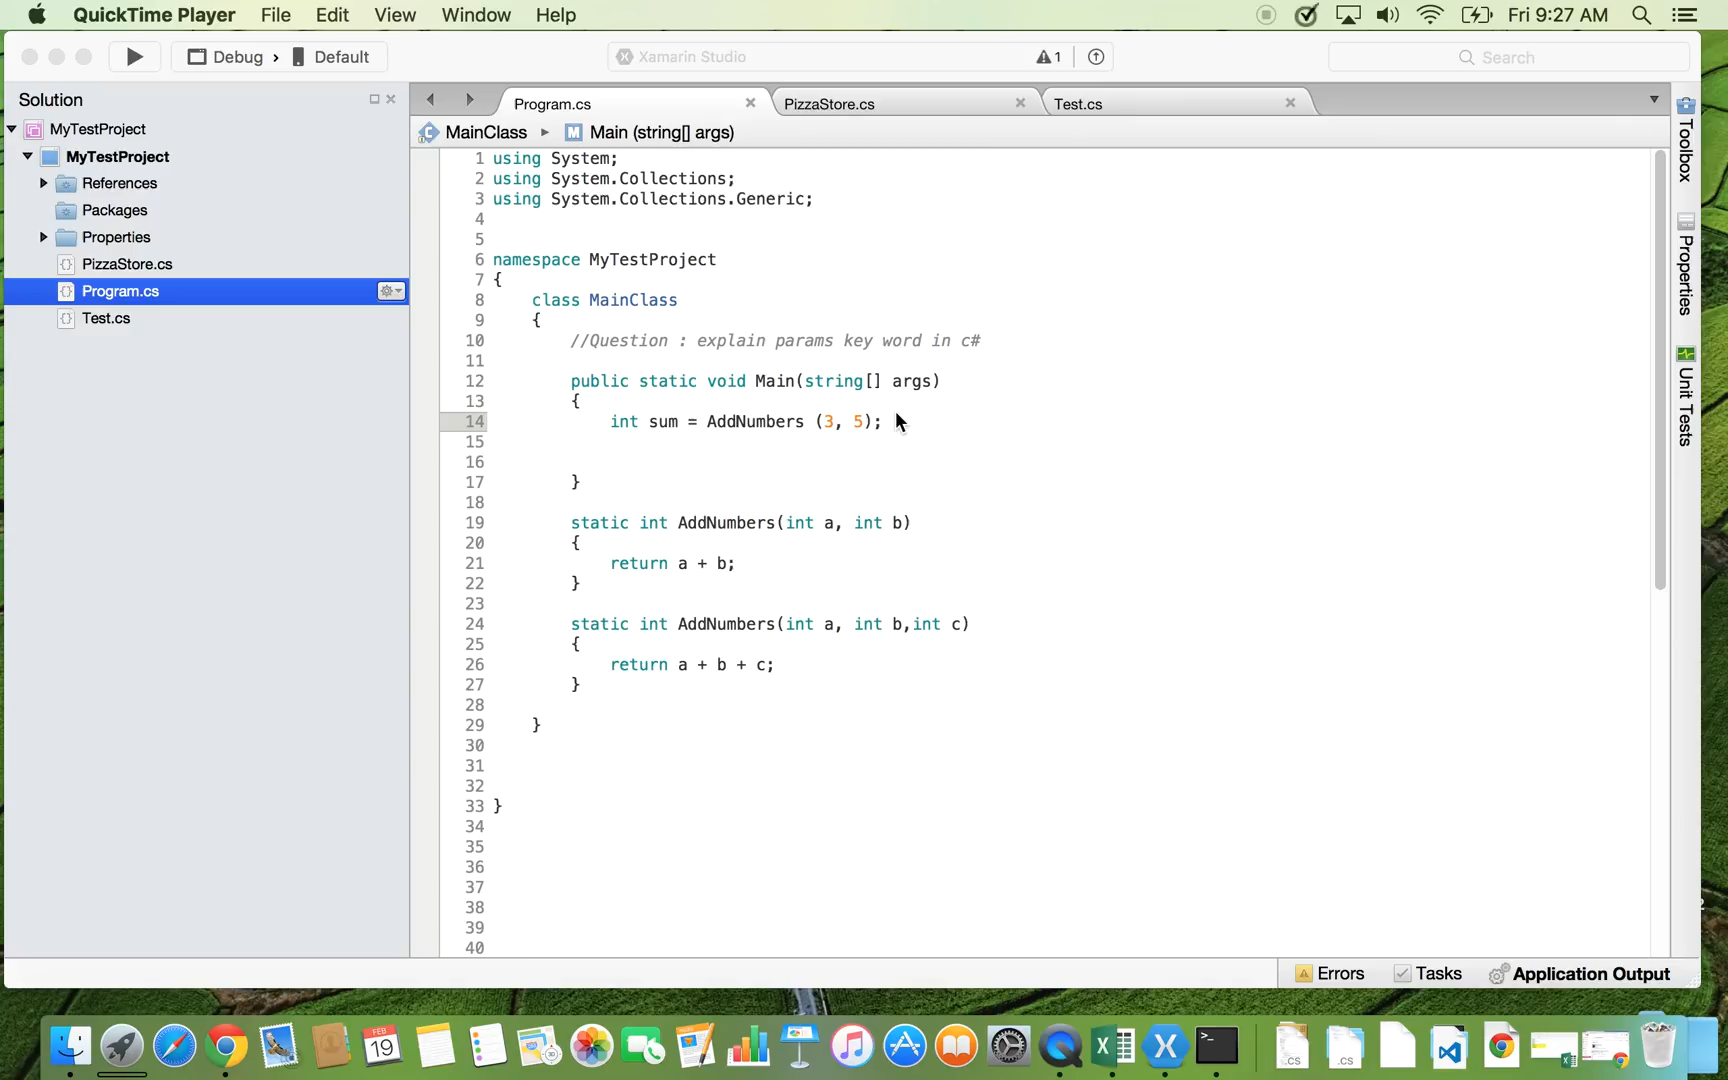 QuickTime Player File Edit View Window Help Fri 9:27 AM
Debug › Default Xamarin Studio 1 Search
Solution
MyTestProject
MyTestProject
References
Packages
Properties
PizzaStore.cs
Program.cs
Test.cs
Program.cs PizzaStore.cs Test.cs
MainClass Main (string[] args)
1 using System;
2 using System.Collections;
3 using System.Collections.Generic;
4
5
6 namespace MyTestProject
7 {
8 class MainClass
9 {
10 //Question : explain params key word in c#
11
12 public static void Main(string[] args)
13 {
14 int sum = AddNumbers (3, 5);
15
16
17 }
18
19 static int AddNumbers(int a, int b)
20 {
21 return a + b;
22 }
23
24 static int AddNumbers(int a, int b,int c)
25 {
26 return a + b + c;
27 }
28
29 }
30
31
32
33 }
34
35
36
37
38
39
40
Toolbox
Properties
Unit Tests
Errors Tasks Application Output
FEB
19
.cs
.cs